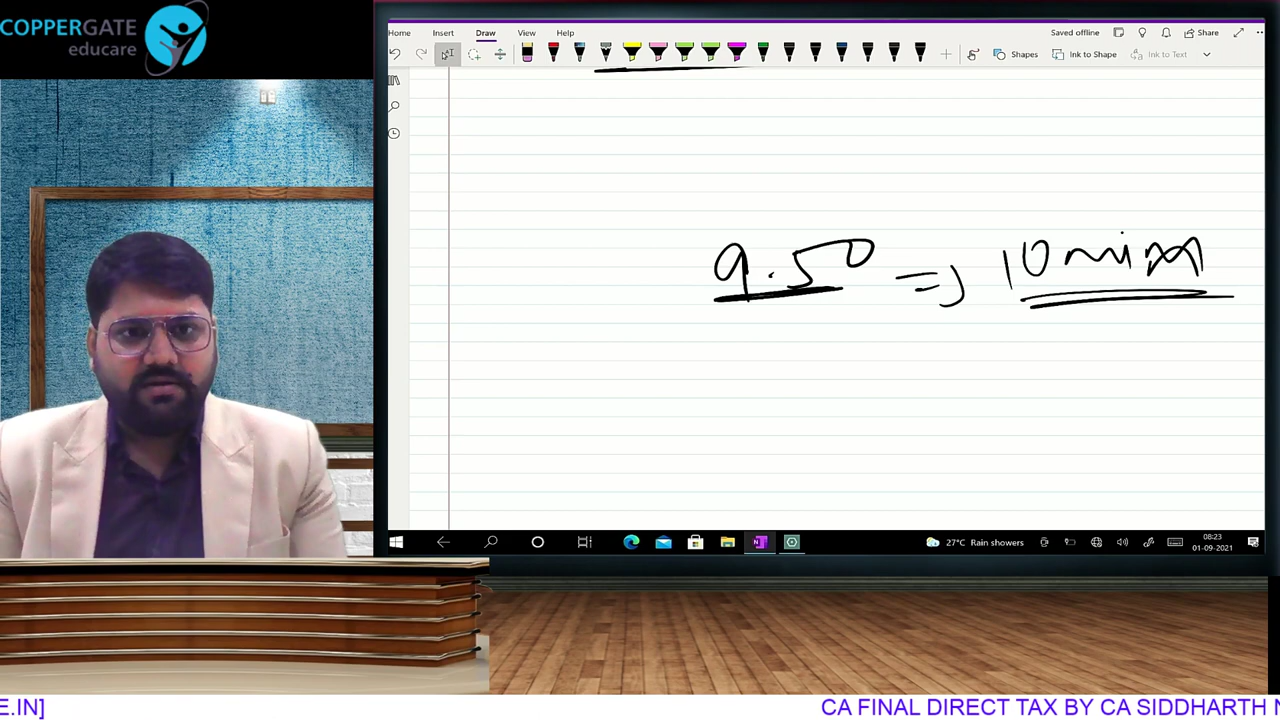 COPPERGATE
educare
Home Insert Draw View Help
Saved offline Share
Shapes Ink to Shape Ink to Text
9.50 => 10 min
27°C Rain showers
08:23
01-09-2021
E.IN] CA FINAL DIRECT TAX BY CA SIDDHARTH